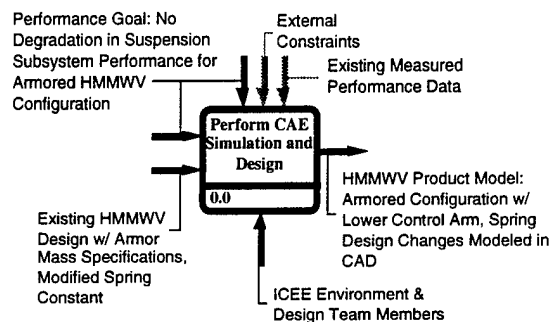 Performance Goal: No
Degradation in Suspension
Subsystem Performance for
Armored HMMWV
Configuration
External
Constraints
Existing Measured
Performance Data
Perform CAE
Simulation and
Design
0.0
Existing HMMWV
Design w/ Armor
Mass Specifications,
Modified Spring
Constant
HMMWV Product Model:
Armored Configuration w/
Lower Control Arm, Spring
Design Changes Modeled in
CAD
ICEE Environment &
Design Team Members